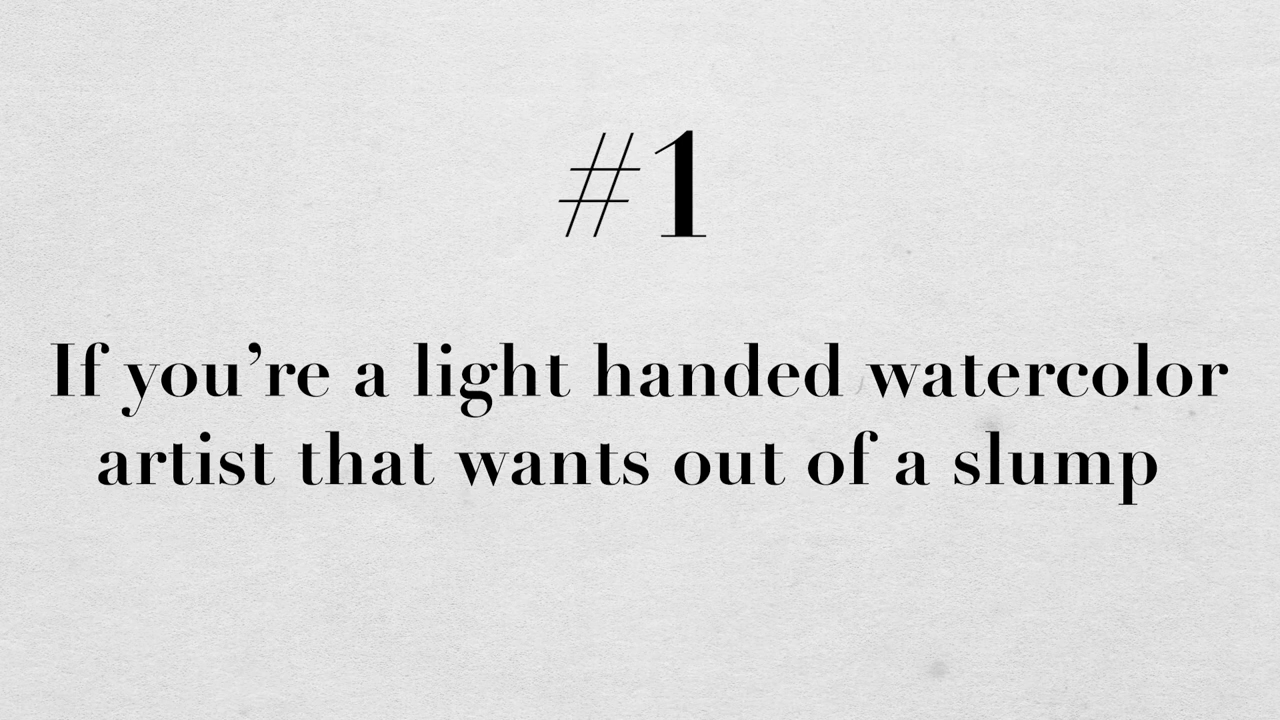 #1
If you’re a light handed watercolor
artist that wants out of a slump